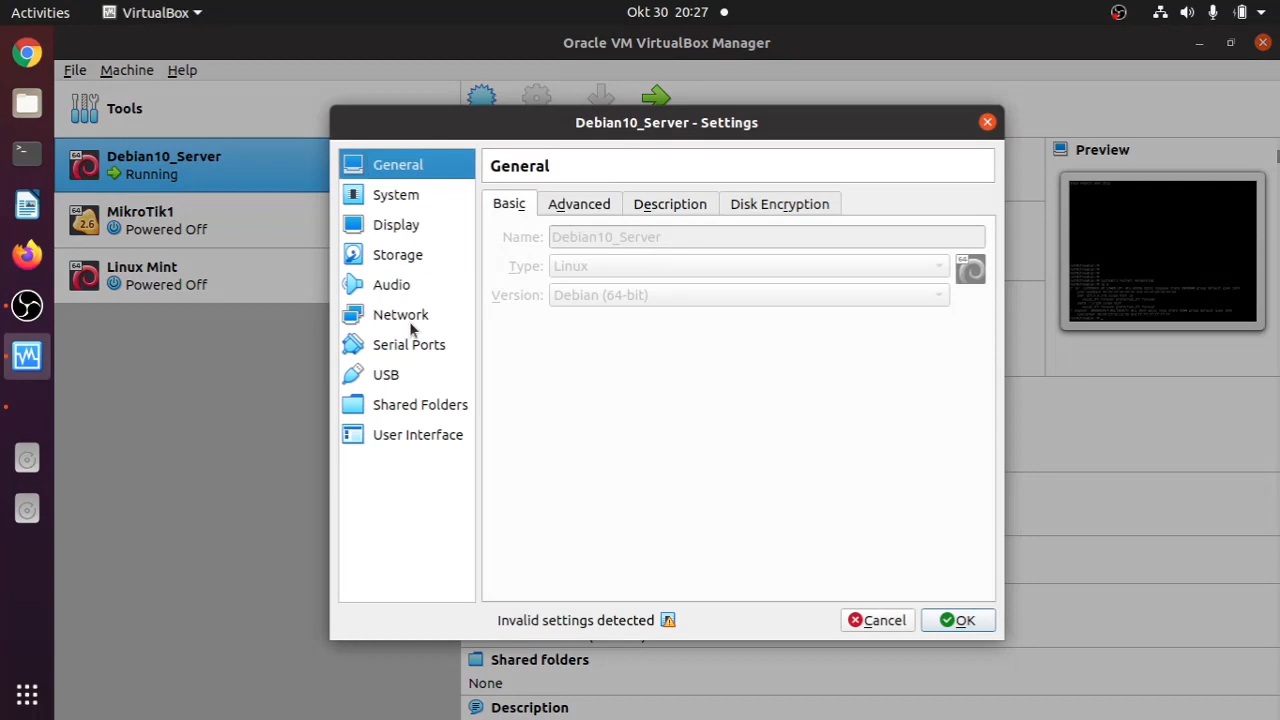 Activities VirtualBox Okt 30 20:27
Oracle VM VirtualBox Manager
File Machine Help
Tools
Debian10_Server
Running
MikroTik1
Powered Off
Linux Mint
Powered Off
Preview
Debian10_Server - Settings
General
System
Display
Storage
Audio
Network
Serial Ports
USB
Shared Folders
User Interface
General
Basic Advanced Description Disk Encryption
Name: Debian10_Server
Type: Linux
Version: Debian (64-bit)
Invalid settings detected
Cancel OK
Shared folders
None
Description